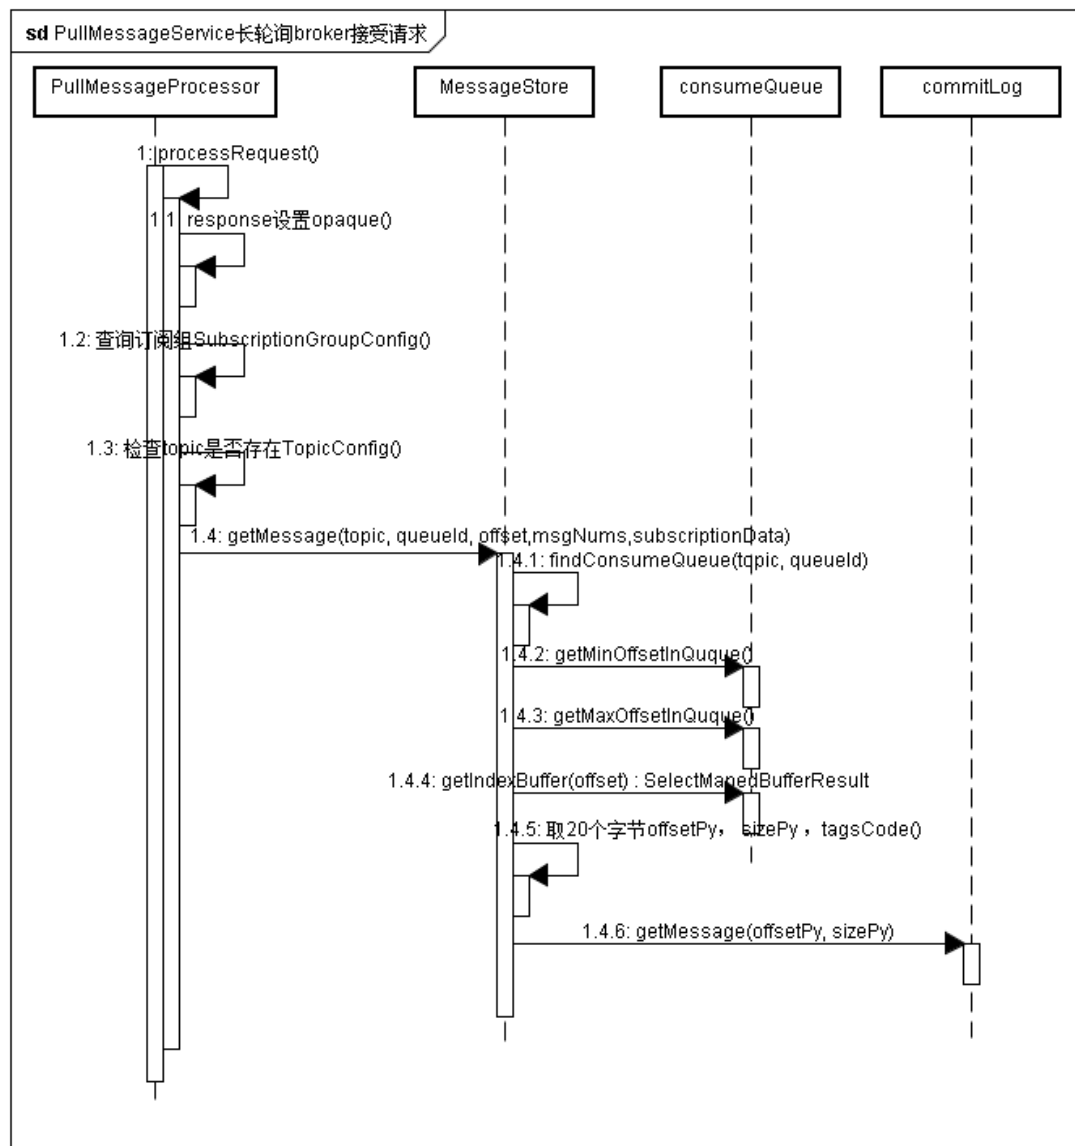 sd PullMessageService长轮询broker接受请求
PullMessageProcessor
MessageStore
consumeQueue
commitLog
1: processRequest()
1.1: response设置opaque()
1.2: 查询订阅组SubscriptionGroupConfig()
1.3: 检查topic是否存在TopicConfig()
1.4: getMessage(topic, queueId, offset,msgNums,subscriptionData)
1.4.1: findConsumeQueue(topic, queueId)
1.4.2: getMinOffsetInQuque()
1.4.3: getMaxOffsetInQuque()
1.4.4: getIndexBuffer(offset) : SelectMapedBufferResult
1.4.5: 取20个字节offsetPy， sizePy ，tagsCode()
1.4.6: getMessage(offsetPy, sizePy)